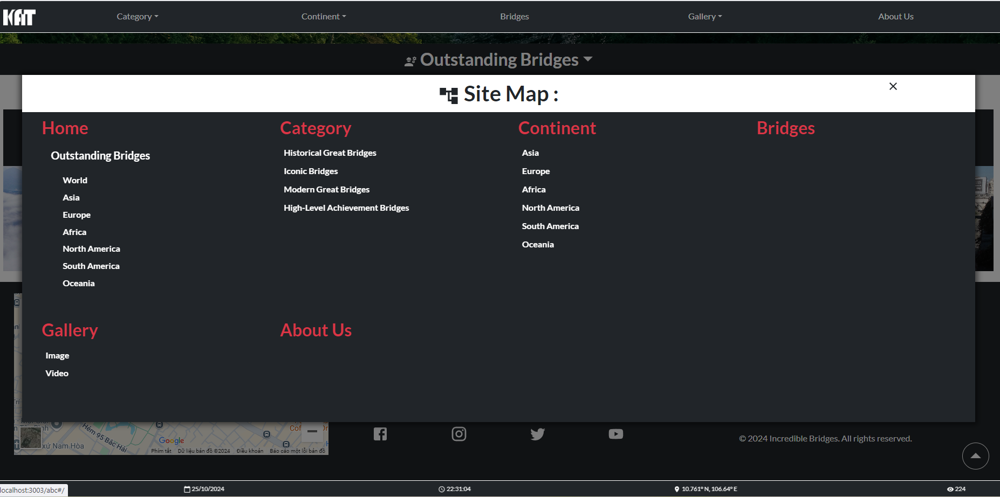 KAT
Category
Continent
Bridges
Gallery
About Us
Outstanding Bridges
Site Map :
Home
Outstanding Bridges
World
Asia
Europe
Africa
North America
South America
Oceania
Category
Historical Great Bridges
Iconic Bridges
Modern Great Bridges
High-Level Achievement Bridges
Continent
Asia
Europe
Africa
North America
South America
Oceania
Bridges
Gallery
Image
Video
About Us
Hẻm 95 Bắc Hải
xứ Nam Hòa
Google
Phím tắt
Dữ liệu bản đồ ©2024
Điều khoản
Báo cáo một lỗi bản đồ
© 2024 Incredible Bridges. All rights reserved.
localhost:3003/abc#/
25/10/2024
22:31:04
10.761° N, 106.64° E
224